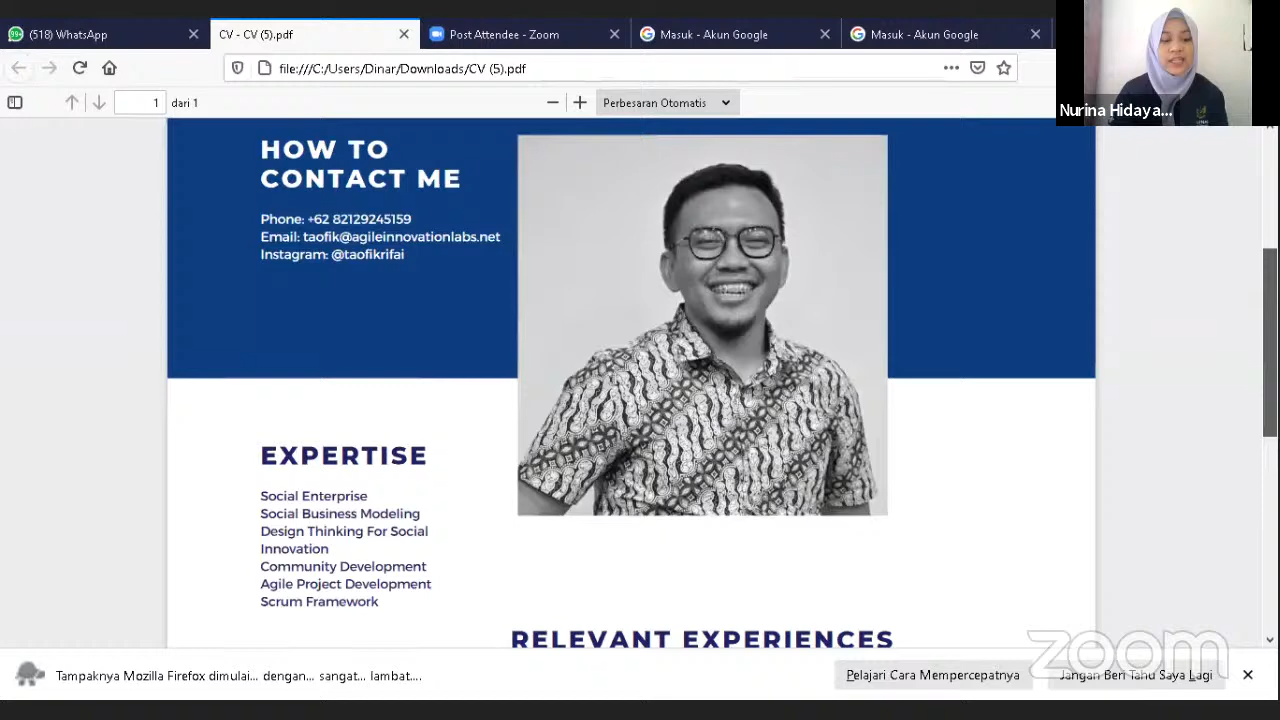 (518) WhatsApp
CV - CV (5).pdf
Post Attendee - Zoom
Masuk - Akun Google
Masuk - Akun Google
file:///C:/Users/Dinar/Downloads/CV (5).pdf
1 dari 1
Perbesaran Otomatis
Nurina Hidaya...
HOW TO
CONTACT ME
Phone: +62 82129245159
Email: taofik@agileinnovationlabs.net
Instagram: @taofikrifai
EXPERTISE
Social Enterprise
Social Business Modeling
Design Thinking For Social
Innovation
Community Development
Agile Project Development
Scrum Framework
RELEVANT EXPERIENCES
zoom
Tampaknya Mozilla Firefox dimulai... dengan... sangat... lambat....
Pelajari Cara Mempercepatnya
Jangan Beri Tahu Saya Lagi